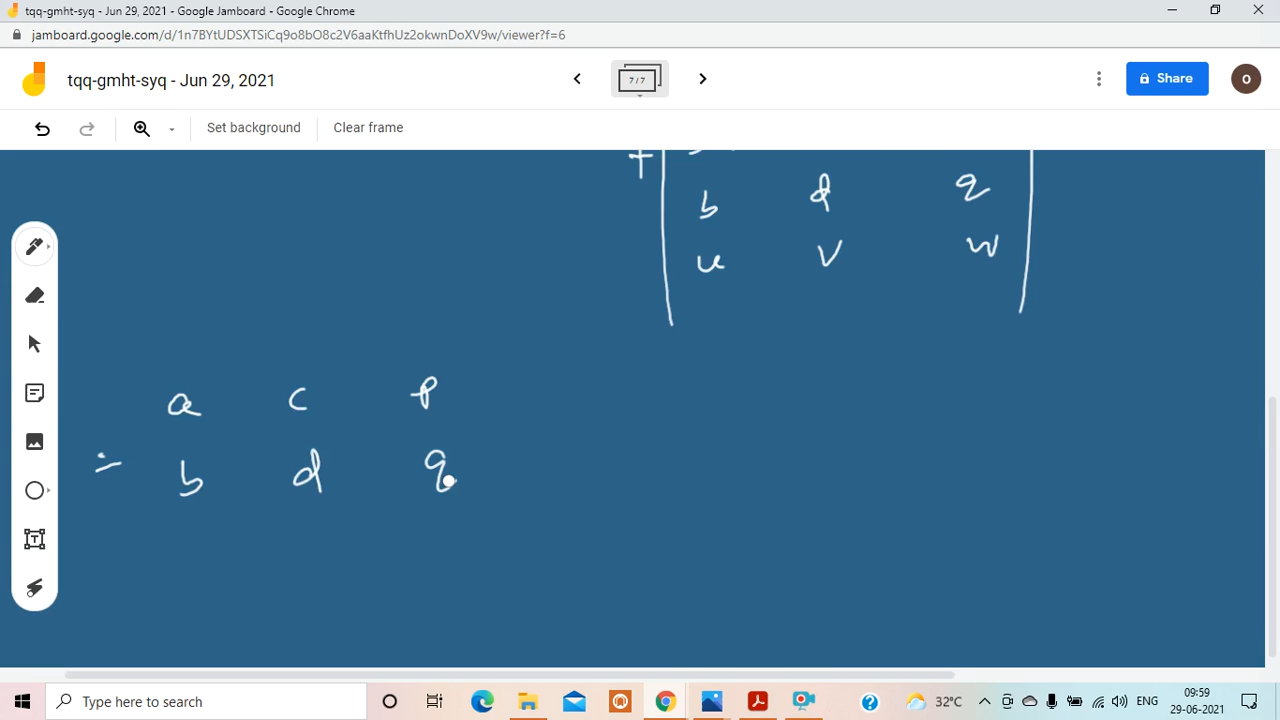 tqq-gmht-syq - Jun 29, 2021 - Google Jamboard - Google Chrome
jamboard.google.com/d/1n7BYtUDSXTSiCq9o8bO8c2V6aaKtfhUz2okwnDoXV9w/viewer?f=6
tqq-gmht-syq - Jun 29, 2021
7 / 7
Share
O
Set background
Clear frame
+
b d q
u v w
a c p
= b d q
Type here to search
32°C
ENG
09:59
29-06-2021